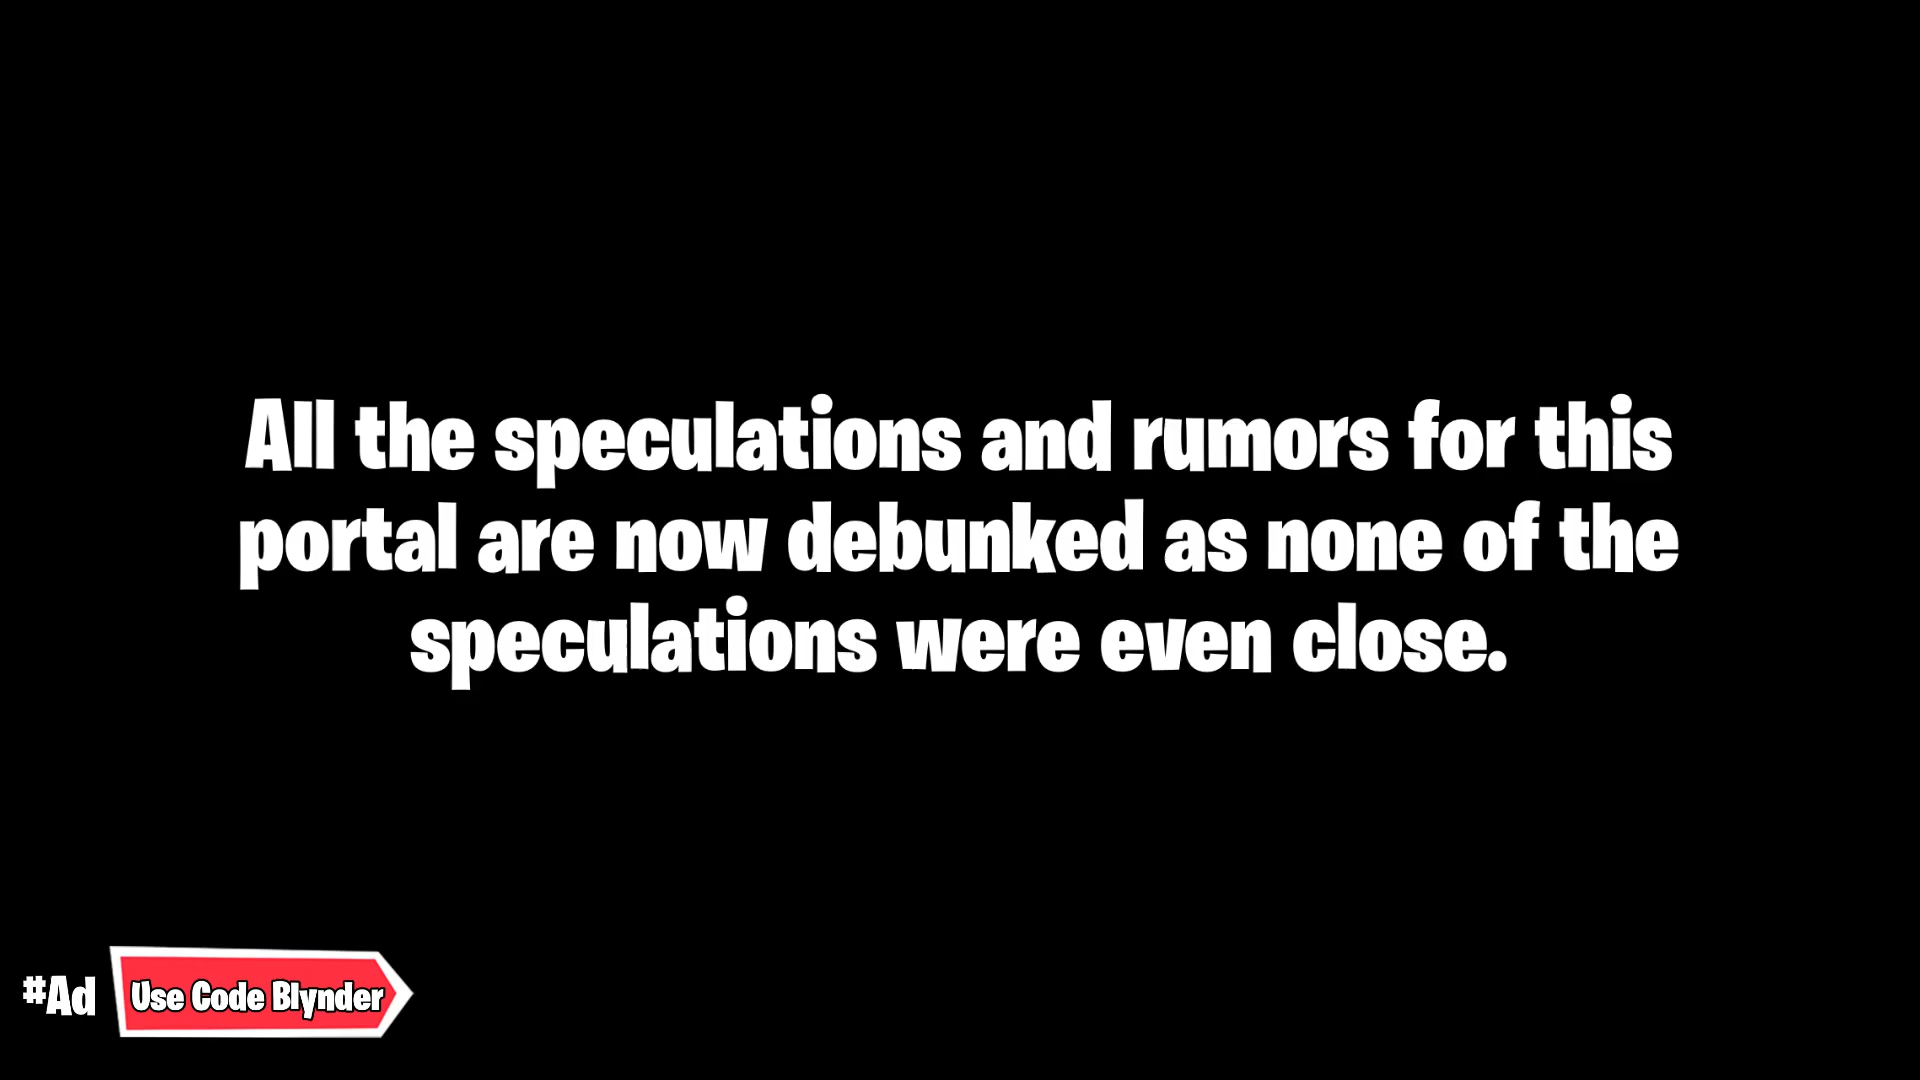 All the speculations and rumors for this
portal are now debunked as none of the
speculations were even close.
#Ad
Use Code Blynder